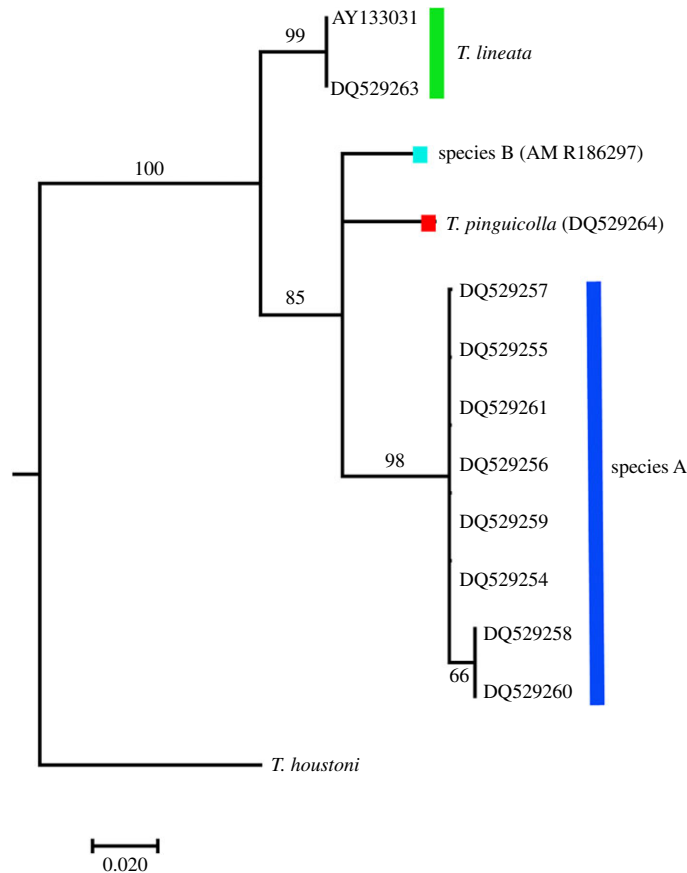 AY133031
99
T. lineata
DQ529263
species B (AM R186297)
100
T. pinguicolla (DQ529264)
DQ529257
85
DQ529255
DQ529261
98
DQ529256
species A
DQ529259
DQ529254
DQ529258
66
DQ529260
T. houstoni
0.020